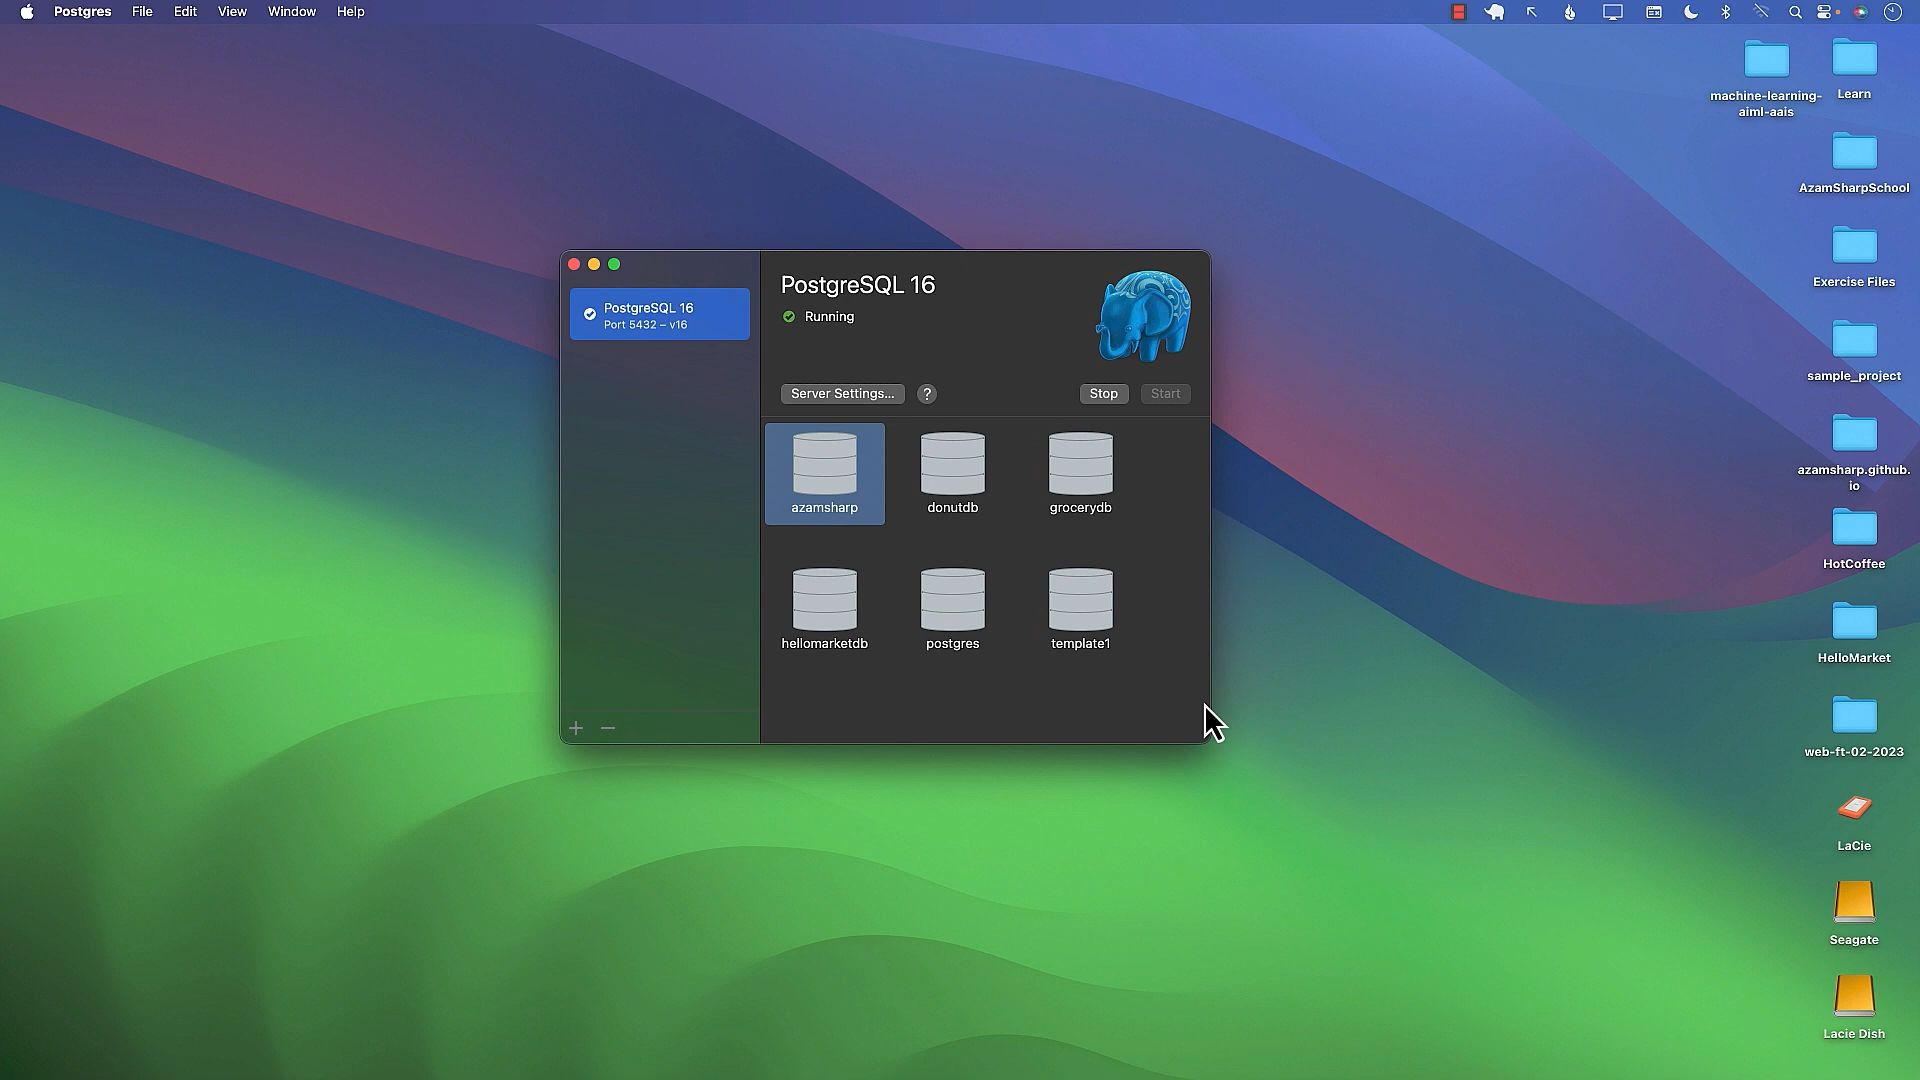 Postgres File Edit View Window Help
machine-learning-
aiml-aais
Learn
AzamSharpSchool
Exercise Files
sample_project
azamsharp.github.
io
HotCoffee
HelloMarket
web-ft-02-2023
LaCie
Seagate
Lacie Dish
PostgreSQL 16
Port 5432 – v16
PostgreSQL 16
Running
Server Settings... ? Stop Start
azamsharp donutdb grocerydb
hellomarketdb postgres template1